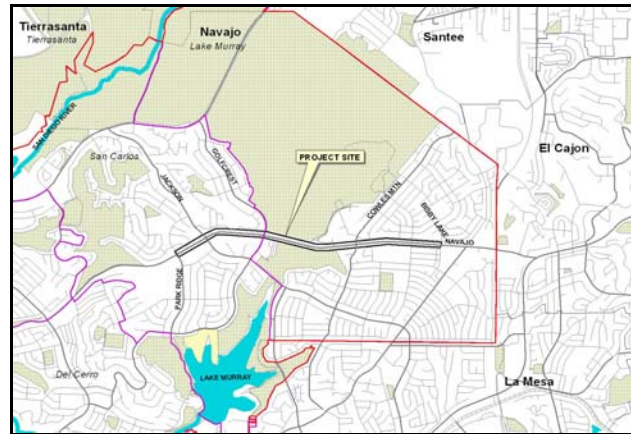 Tierrasanta
Tierrasanta
Navajo
Lake Murray
Santee
SAN DIEGO RIVER
San Carlos
JACKSON
GOLFCREST
PROJECT SITE
El Cajon
COWLES MTN
BISBY LAKE
NAVAJO
PARK RIDGE
LAKE MURRAY
Del Cerro
La Mesa